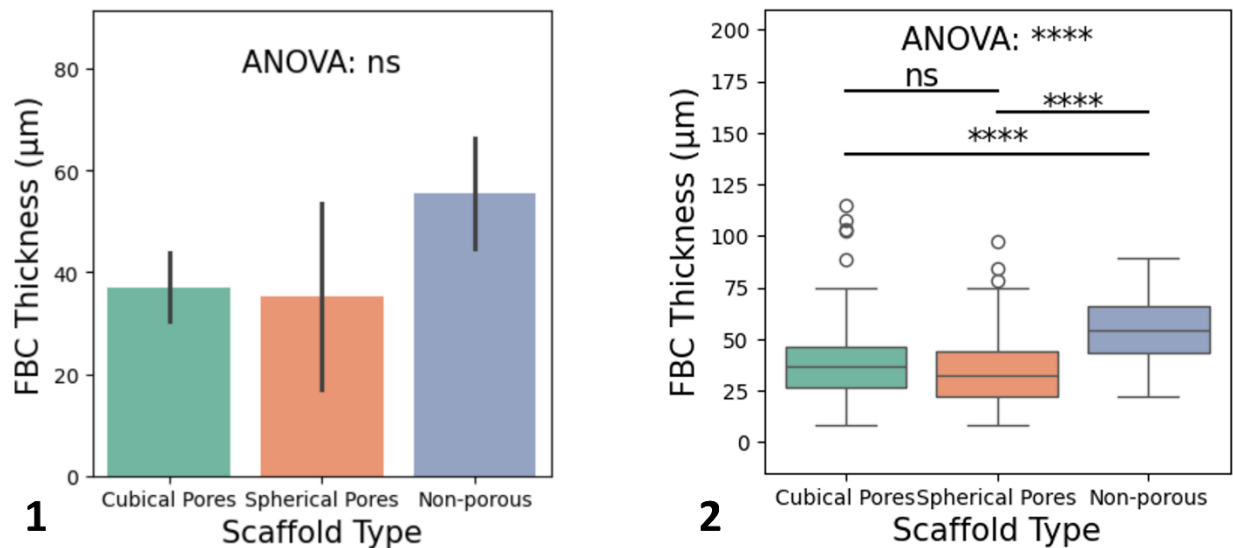 FBC Thickness (μm)
80
60
40
20
0
ANOVA: ns
Cubical Pores Spherical Pores Non-porous
Scaffold Type
1
FBC Thickness (μm)
200
175
150
125
100
75
50
25
0
ANOVA: ****
ns
****
****
Cubical Pores Spherical Pores Non-porous
Scaffold Type
2